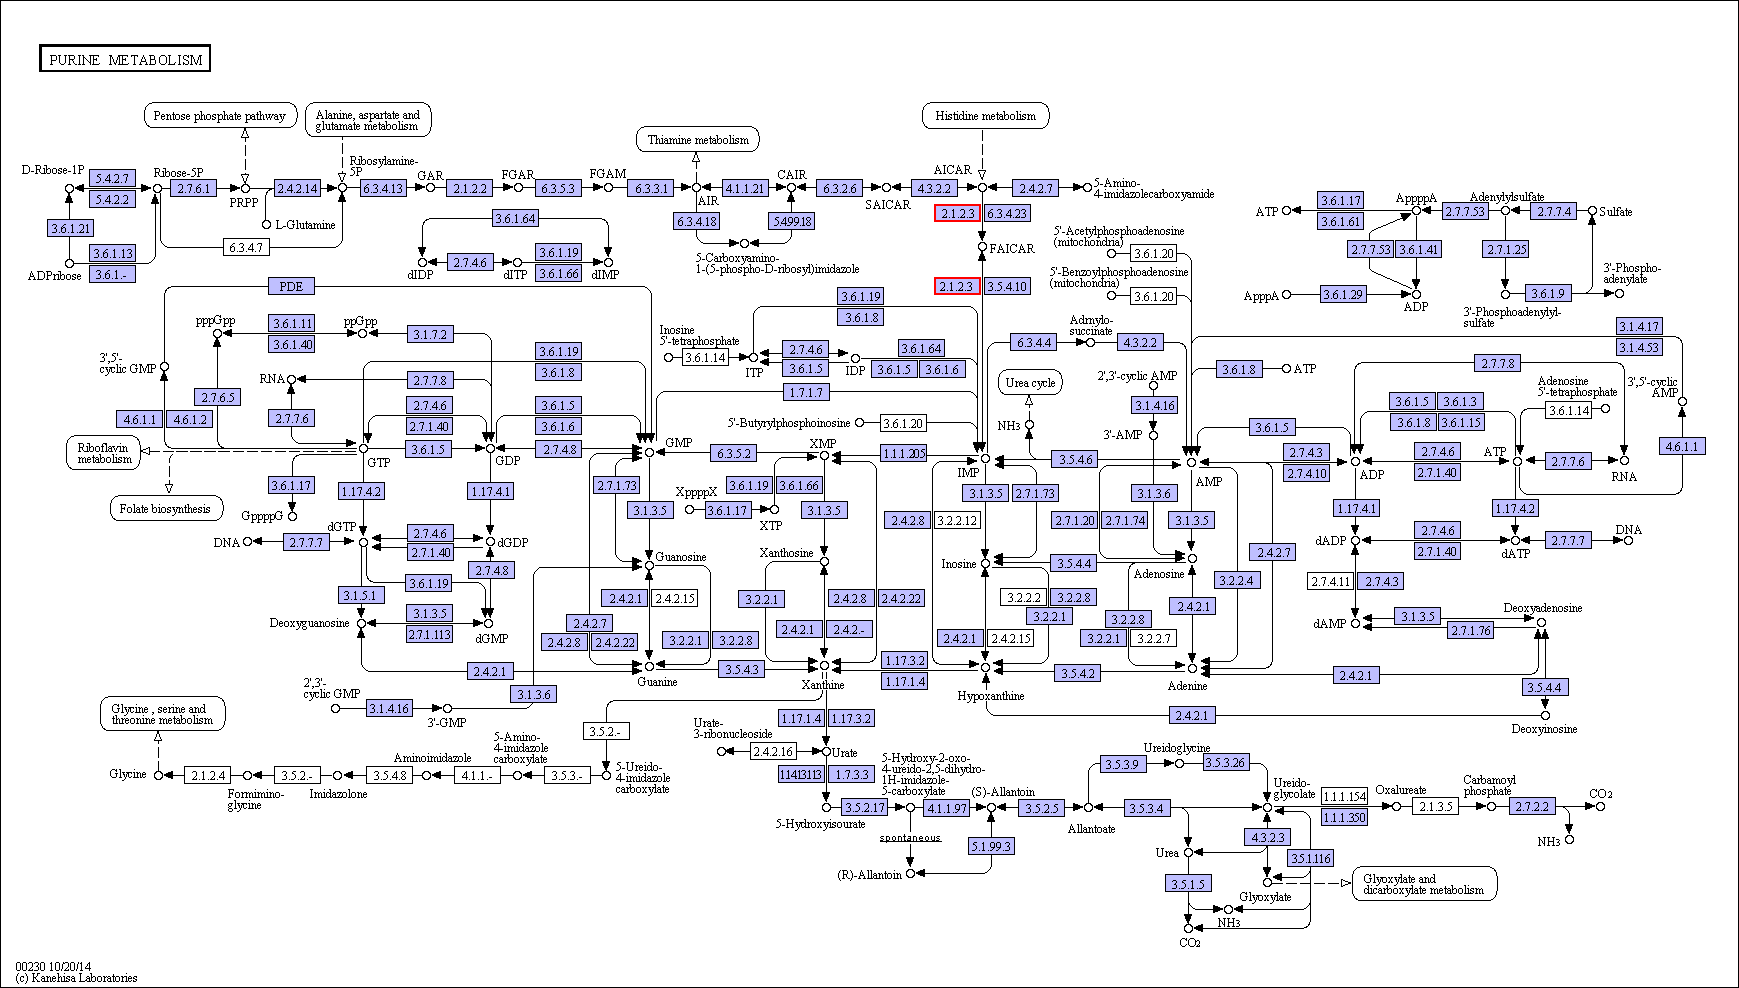 PURINE METABOLISM
Pentose phosphate pathway
Alanine, aspartate and
glutamate metabolism
Thiamine metabolism
Histidine metabolism
D-Ribose-1P
5.4.2.7
5.4.2.2
Ribose-5P
2.7.6.1
PRPP
2.4.2.14
Ribosylamine-
5P
6.3.4.13
GAR
2.1.2.2
FGAR
6.3.5.3
FGAM
6.3.3.1
AIR
4.1.1.21
CAIR
6.3.2.6
SAICAR
4.3.2.2
AICAR
2.4.2.7
5-Amino-
4-imidazolecarboxyamide
L-Glutamine
6.3.4.7
3.6.1.21
3.6.1.13
3.6.1.-
ADPribose
3.6.1.64
dIDP
2.7.4.6
dITP
3.6.1.19
3.6.1.66
dIMP
6.3.4.18
5.4.99.18
5-Carboxyamino-
1-(5-phospho-D-ribosyl)imidazole
2.1.2.3
6.3.4.23
FAICAR
2.1.2.3
3.5.4.10
5'-Acetylphosphoadenosine
(mitochondria)
3.6.1.20
5'-Benzoylphosphoadenosine
(mitochondria)
3.6.1.20
ATP
3.6.1.17
3.6.1.61
AppppA
2.7.7.53
Adenylylsulfate
2.7.7.4
Sulfate
2.7.7.53
3.6.1.41
2.7.1.25
ApppA
3.6.1.29
ADP
3.6.1.9
3'-Phospho-
adenylate
3'-Phosphoadenylyl-
sulfate
PDE
pppGpp
3.6.1.11
3.6.1.40
ppGpp
3.1.7.2
3',5'-
cyclic GMP
RNA
2.7.7.8
2.7.6.5
2.7.7.6
4.6.1.1
4.6.1.2
3.6.1.19
3.6.1.8
2.7.4.6
2.7.1.40
3.6.1.5
3.6.1.6
Inosine
5'-tetraphosphate
3.6.1.14
ITP
3.6.1.19
3.6.1.8
2.7.4.6
3.6.1.5
IDP
3.6.1.64
3.6.1.5
3.6.1.6
1.7.1.7
5'-Butyrylphosphoinosine
3.6.1.20
6.3.4.4
Adrnylo-
succinate
4.3.2.2
Urea cycle
NH3
2',3'-cyclic AMP
3.1.4.16
3'-AMP
3.6.1.8
ATP
3.1.4.17
3.1.4.53
2.7.7.8
Adenosine
5'-tetraphosphate
3.6.1.14
3',5'-cyclic
AMP
3.6.1.5
3.6.1.3
3.6.1.8
3.6.1.15
4.6.1.1
Riboflavin
metabolism
GTP
3.6.1.5
GDP
2.7.4.8
GMP
6.3.5.2
XMP
1.1.1.205
IMP
3.5.4.6
AMP
3.6.1.5
2.7.4.3
2.7.4.10
ADP
2.7.4.6
2.7.1.40
ATP
2.7.7.6
RNA
Folate biosynthesis
3.6.1.17
GppppG
1.17.4.2
1.17.4.1
2.7.1.73
3.1.3.5
XppppX
3.6.1.17
3.6.1.19
3.6.1.66
XTP
3.1.3.5
3.1.3.5
2.7.1.73
2.4.2.8
3.2.2.12
3.1.3.6
2.7.1.20
2.7.1.74
3.1.3.5
1.17.4.1
1.17.4.2
DNA
2.7.7.7
dGTP
2.7.4.6
2.7.1.40
dGDP
2.7.4.8
3.6.1.19
3.1.5.1
Deoxyguanosine
3.1.3.5
2.7.1.113
dGMP
Guanosine
2.4.2.1
2.4.2.15
2.4.2.7
2.4.2.8
2.4.2.22
3.2.2.1
3.2.2.8
Xanthosine
3.2.2.1
2.4.2.8
2.4.2.22
2.4.2.1
2.4.2.-
Inosine
3.5.4.4
Adenosine
3.2.2.2
3.2.2.8
3.2.2.1
2.4.2.1
2.4.2.15
2.4.2.7
3.2.2.4
2.4.2.1
3.2.2.8
3.2.2.1
3.2.2.7
dADP
2.7.4.6
2.7.1.40
dATP
2.7.7.7
DNA
2.7.4.11
2.7.4.3
dAMP
3.1.3.5
2.7.1.76
Deoxyadenosine
2.4.2.1
Guanine
3.5.4.3
Xanthine
1.17.3.2
1.17.1.4
Hypoxanthine
3.5.4.2
Adenine
2.4.2.1
3.5.4.4
2.4.2.1
Deoxyinosine
2',3'-
cyclic GMP
3.1.4.16
3'-GMP
3.1.3.6
Glycine , serine and
threonine metabolism
Glycine
2.1.2.4
Formimino-
glycine
3.5.2.-
Imidazolone
3.5.4.8
Aminoimidazole
4.1.1.-
5-Amino-
4-imidazole
carboxylate
3.5.3.-
5-Ureido-
4-imidazole
carboxylate
3.5.2.-
Urate-
3-ribonucleoside
2.4.2.16
1.17.1.4
1.17.3.2
Urate
1.14.13.113
1.7.3.3
5-Hydroxyisourate
3.5.2.17
5-Hydroxy-2-oxo-
4-ureido-2,5-dihydro-
1H-imidazole-
5-carboxylate
4.1.1.97
spontaneous
(R)-Allantoin
(S)-Allantoin
5.1.99.3
3.5.2.5
Allantoate
3.5.3.9
Ureidoglycine
3.5.3.26
3.5.3.4
Ureido-
glycolate
1.1.1.154
1.1.1.350
Oxalureate
2.1.3.5
Carbamoyl
phosphate
2.7.2.2
CO2
NH3
Urea
4.3.2.3
3.5.1.116
3.5.1.5
Glyoxylate
Glyoxylate and
dicarboxylate metabolism
NH3
CO2
00230 10/20/14
(c) Kanehisa Laboratories